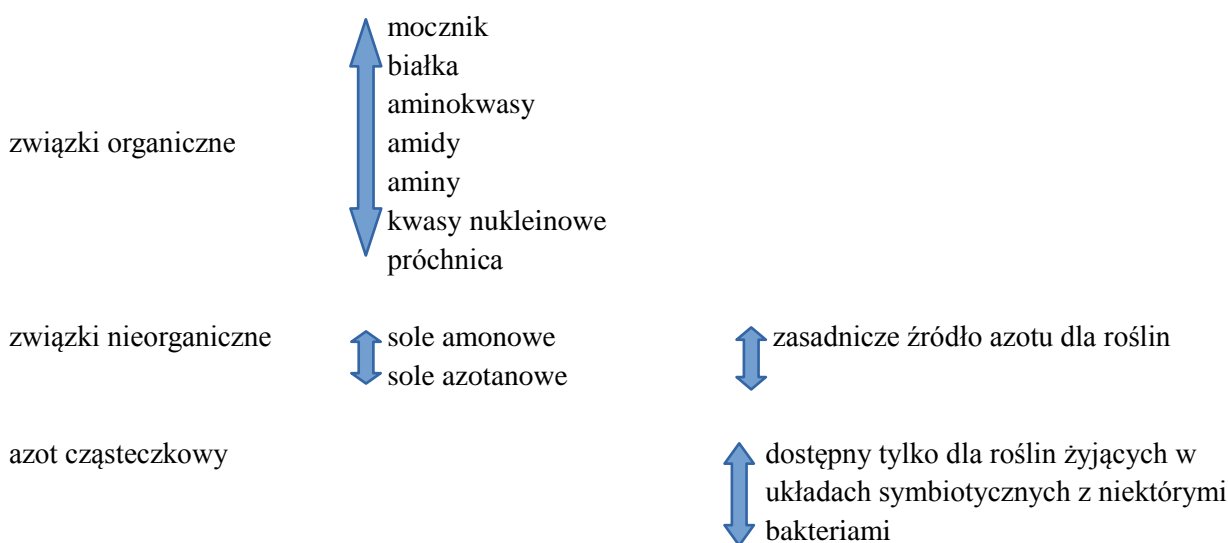 mocznik
białka
aminokwasy
związki organiczne amidy
aminy
kwasy nukleinowe
próchnica
związki nieorganiczne sole amonowe zasadnicze źródło azotu dla roślin
sole azotanowe
azot cząsteczkowy dostępny tylko dla roślin żyjących w
układach symbiotycznych z niektórymi
bakteriami